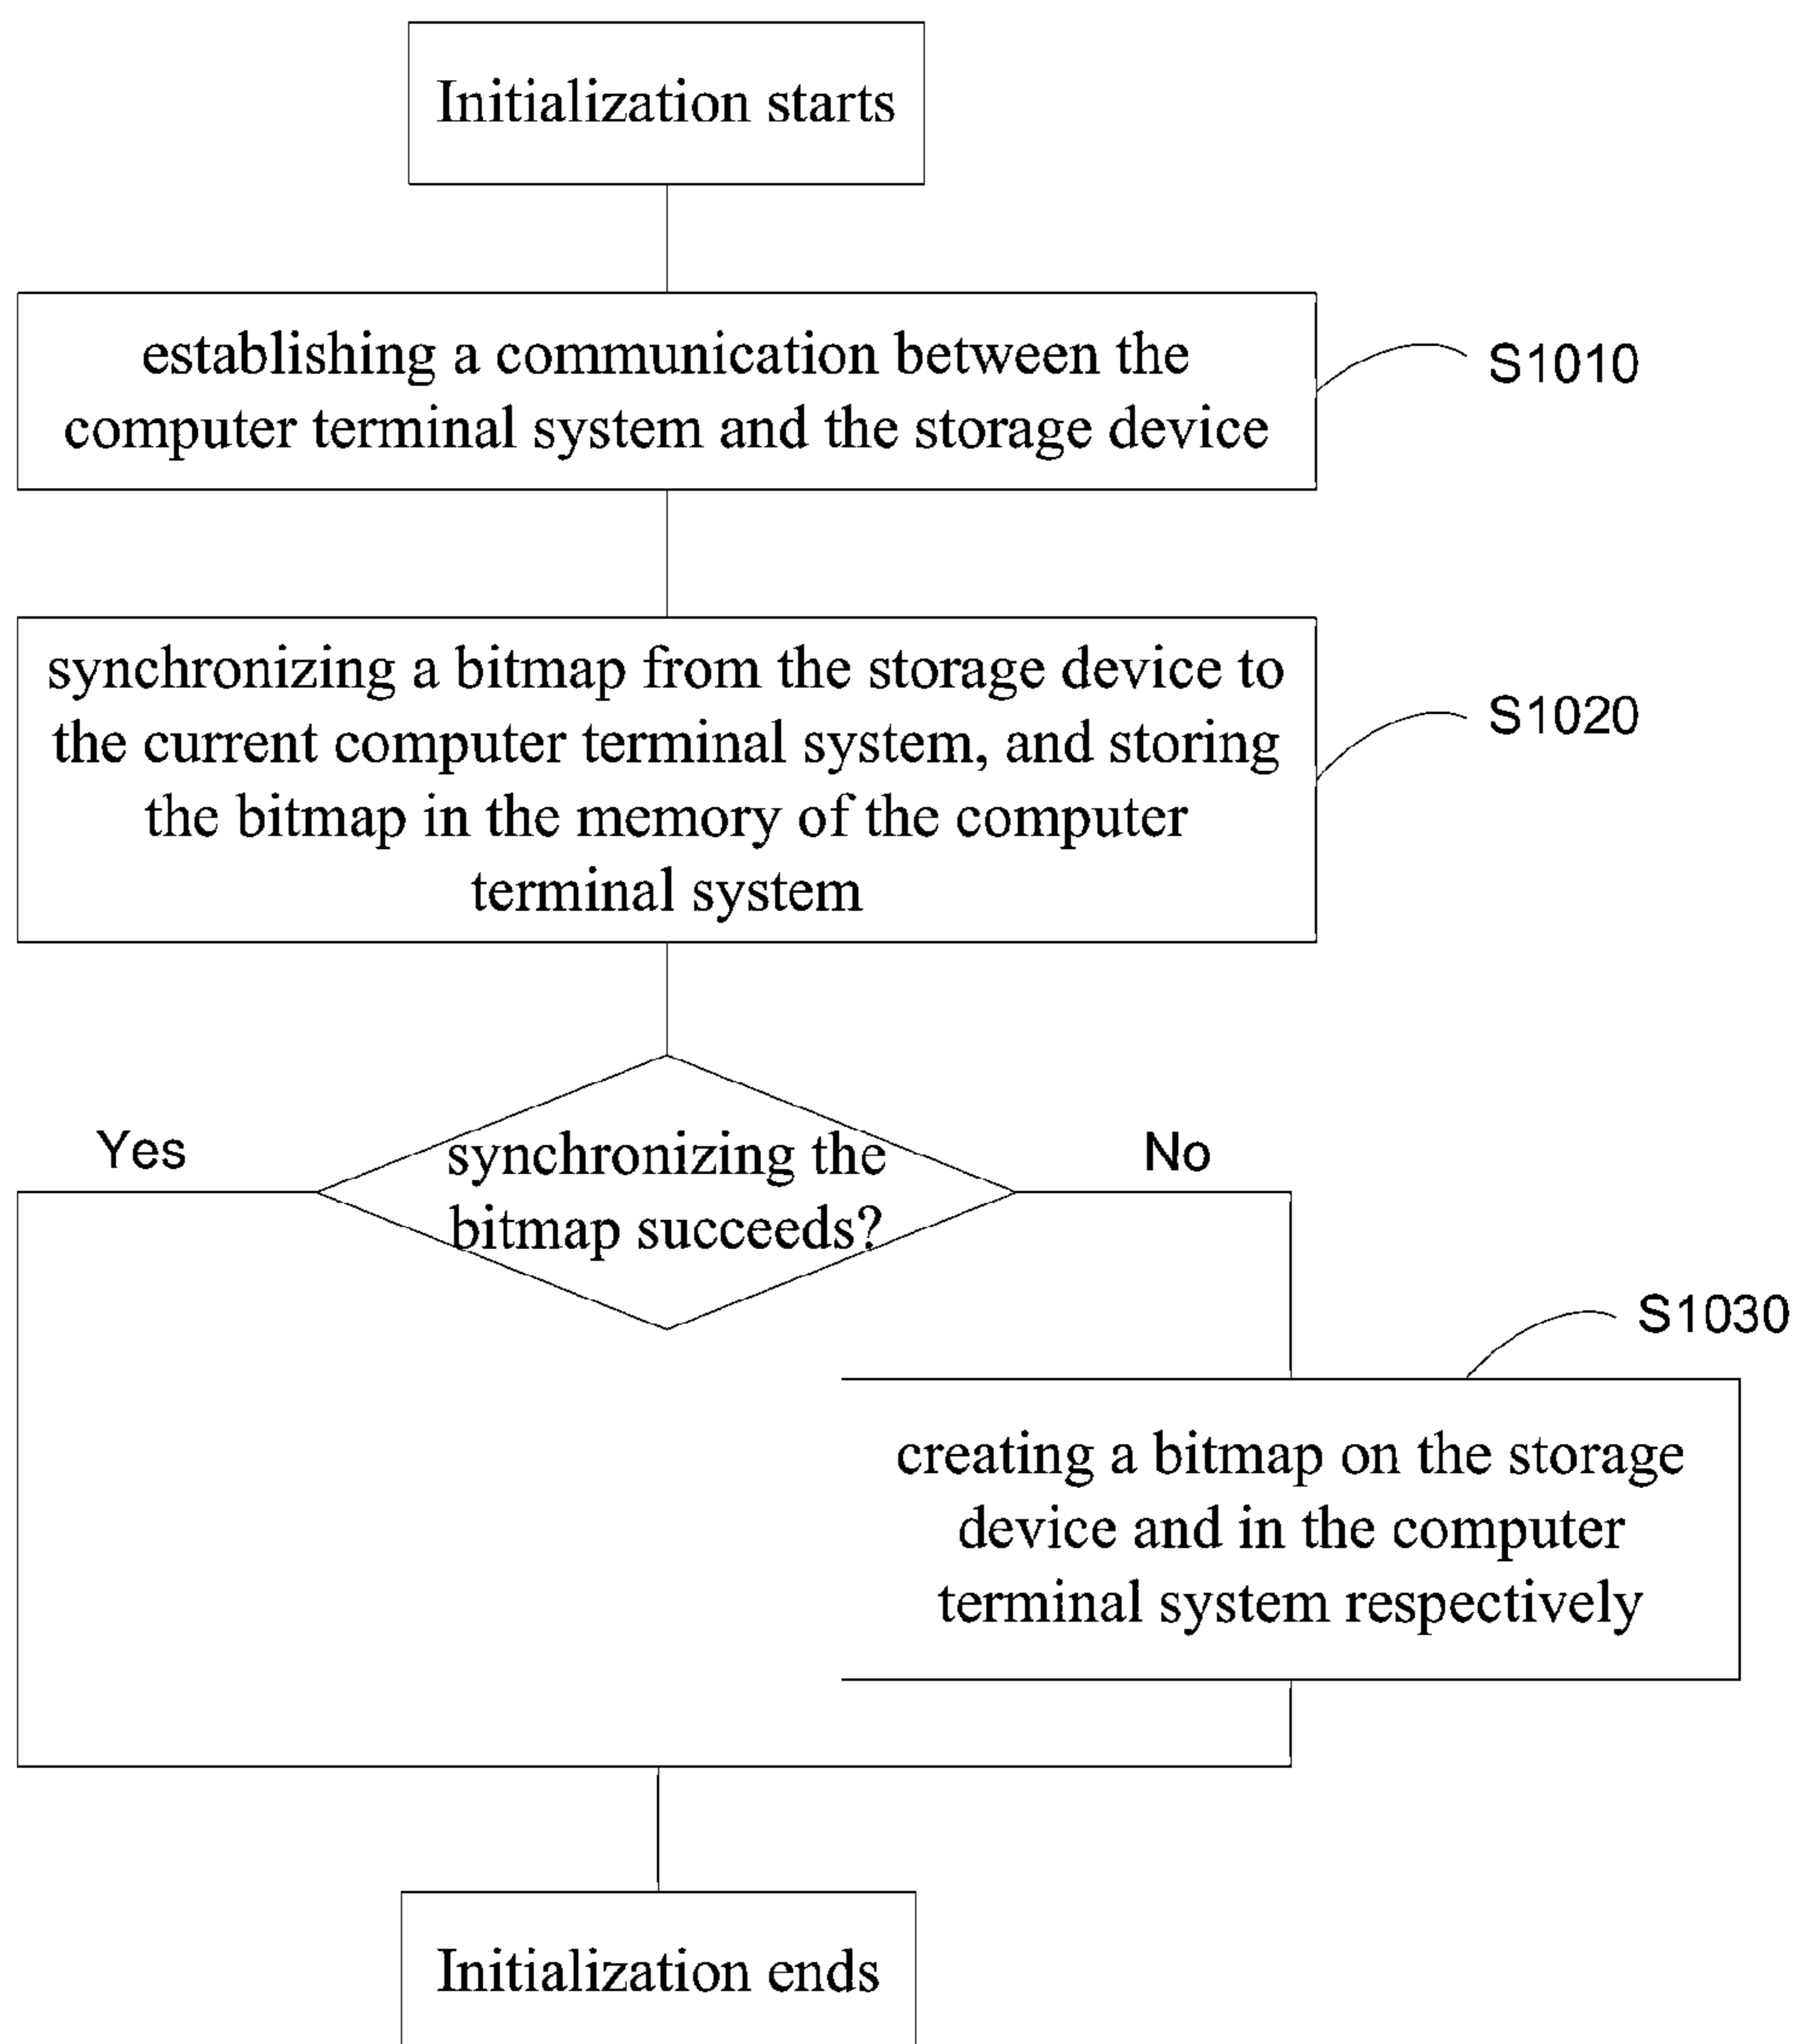 Initialization starts
establishing a communication between the
computer terminal system and the storage device
S1010
synchronizing a bitmap from the storage device to
the current computer terminal system, and storing
the bitmap in the memory of the computer
terminal system
S1020
Yes
synchronizing the
bitmap succeeds?
No
S1030
creating a bitmap on the storage
device and in the computer
terminal system respectively
Initialization ends